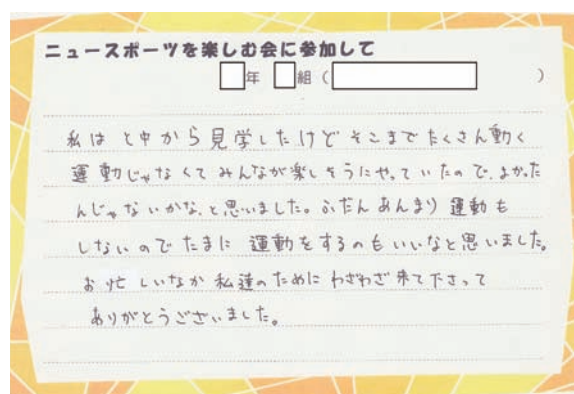 ニュースポーツを楽しむ会に参加して
年 組( )
私はと中から見学したけどそこまでたくさん動く
運動じゃなくてみんなが楽しそうにやっていたので、よかった
んじゃないかな、と思いました。ふだんあんまり運動も
しないのでたまに運動をするのもいいなと思いました。
お忙しいなか私達のためにわざわざ来て下さって
ありがとうございました。